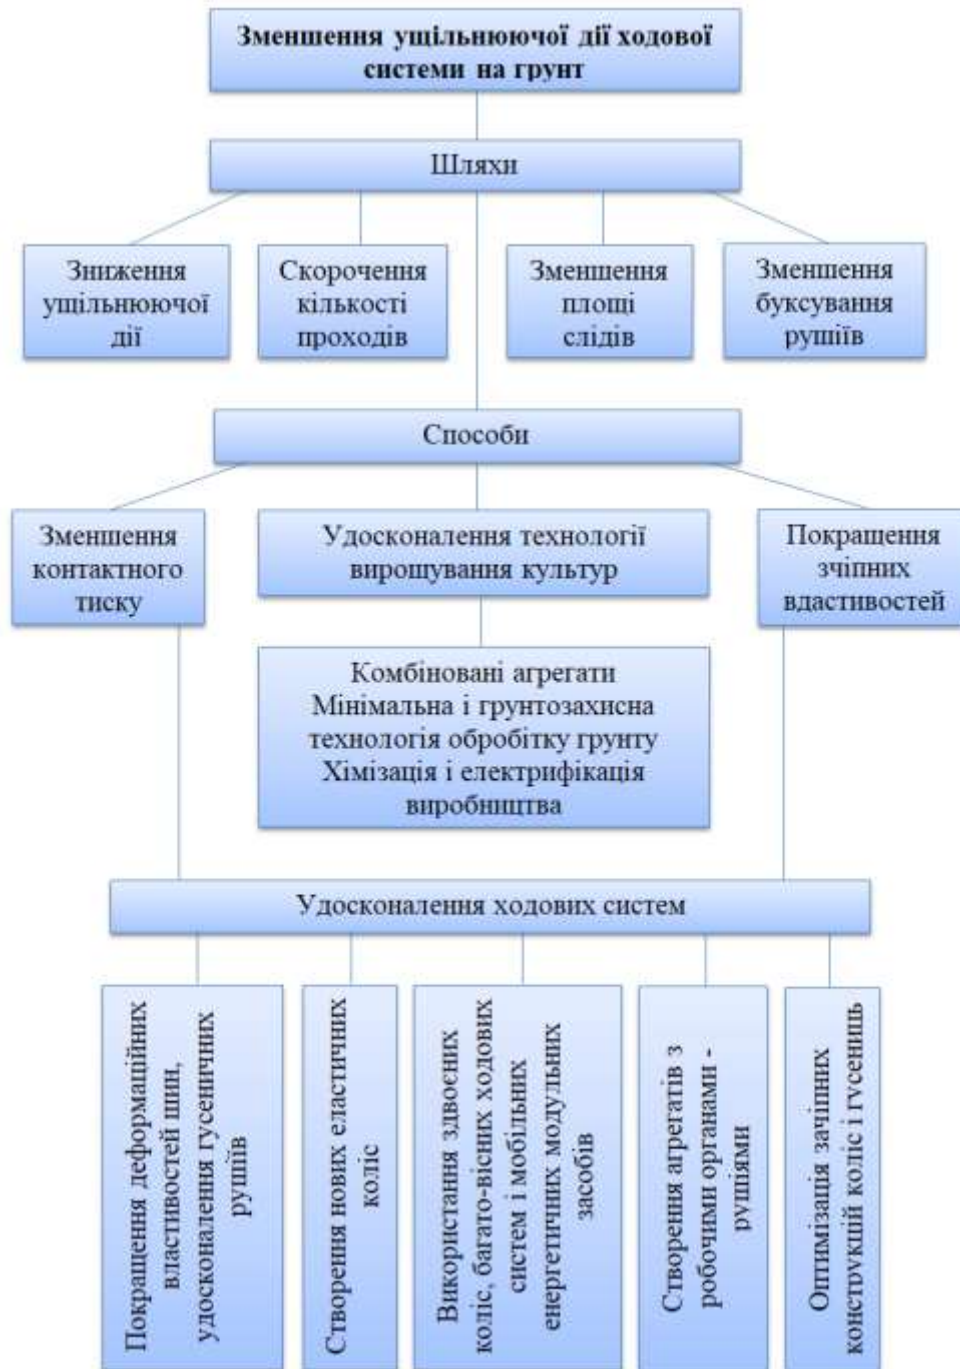 Зменшення ущільнюючої дії ходової
системи на грунт
Шляхи
Зниження
ущільнюючої
дії
Скорочення
кількості
проходів
Зменшення
площі
слідів
Зменшення
буксування
рушіїв
Способи
Зменшення
контактного
тиску
Удосконалення технології
вирощування культур
Покращення
зчіпних
вдастивостей
Комбіновані агрегати
Мінімальна і грунтозахисна
технологія обробітку грунту
Хімізація і електрифікація
виробництва
Удосконалення ходових систем
Покращення деформаційних
властивостей шин,
удосконалення гусеничних
рушіїв
Створення нових еластичних
коліс
Використання здвоєних
коліс, багато-вісних ходових
систем і мобільних
енергетичних модульних
засобів
Створення агрегатів з
робочими органами -
рушіями
Оптимізація зачіпних
конструкцій коліс і гусениць